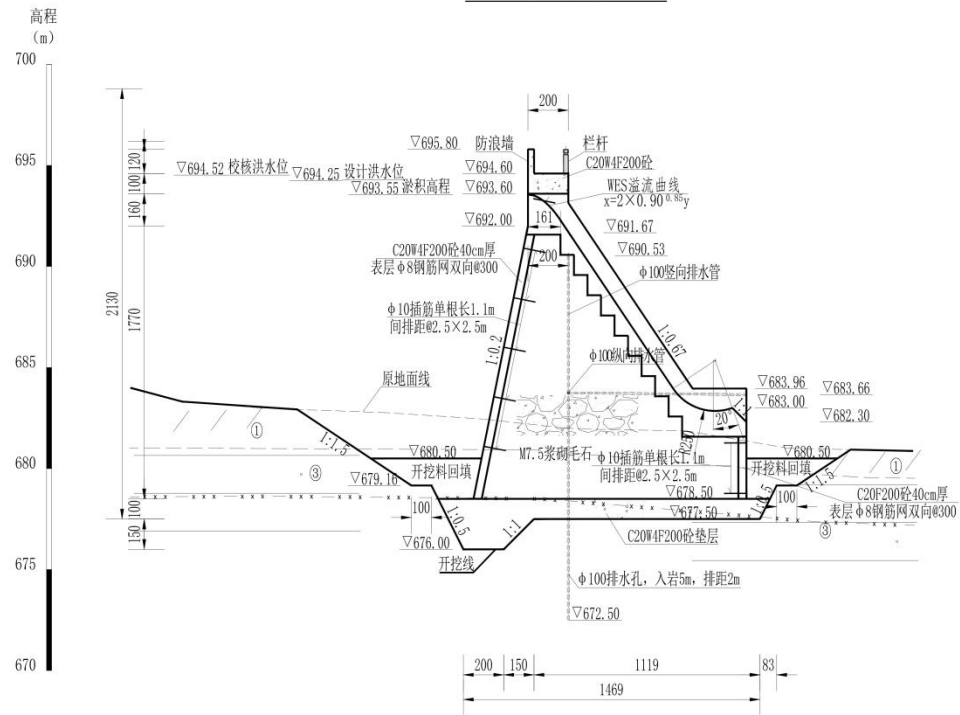 高程
（m）
700
695
690
685
680
675
670
200
▽695.80
防浪墙
栏杆
▽694.52 校核洪水位
▽694.25 设计洪水位
▽694.60
C20W4F200砼
▽693.55 淤积高程
▽693.60
WES溢流曲线
x=2×0.90^0.85y
▽692.00
161
▽691.67
▽690.53
C20W4F200砼40cm厚
表层φ8钢筋网双向@300
200
φ100竖向排水管
φ10插筋单根长1.1m
间排距@2.5×2.5m
1:0.2
1:0.67
φ100纵向排水管
原地面线
▽683.96
▽683.66
▽683.00
▽682.30
1:1
20°
R250
①
1:1.5
③
▽680.50
开挖料回填
▽679.16
100
1:0.5
▽676.00
1:1
开挖线
M7.5浆砌毛石
φ10插筋单根长1.1m
间排距@2.5×2.5m
▽678.50
▽677.50
C20W4F200砼垫层
▽680.50
开挖料回填
1:0.5
100
1:1.5
①
③
C20F200砼40cm厚
表层φ8钢筋网双向@300
φ100排水孔，入岩5m，排距2m
▽672.50
120
100
160
1770
2130
100
150
200
150
1119
83
1469